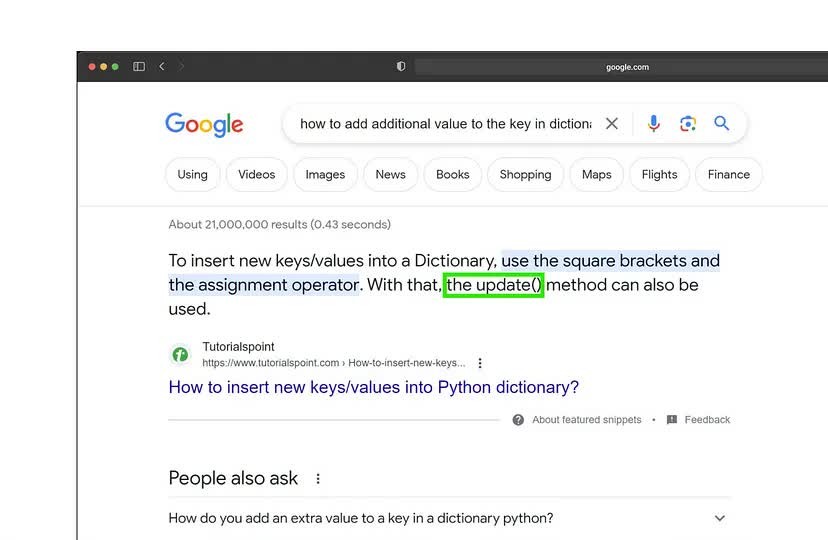 google.com
Google
how to add additional value to the key in diction
Using Videos Images News Books Shopping Maps Flights Finance
About 21,000,000 results (0.43 seconds)
To insert new keys/values into a Dictionary, use the square brackets and
the assignment operator. With that, the update() method can also be
used.
Tutorialspoint
https://www.tutorialspoint.com › How-to-insert-new-keys...
How to insert new keys/values into Python dictionary?
About featured snippets • Feedback
People also ask
How do you add an extra value to a key in a dictionary python?